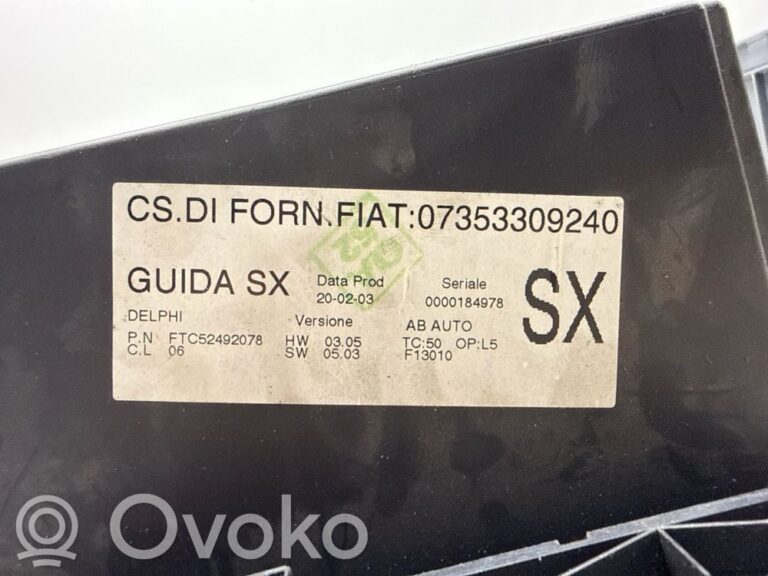 CS.DI FORN.FIAT:07353309240
GUIDA SX Data Prod Seriale SX
20-02-03 0000184978
DELPHI Versione AB AUTO
P.N FTC52492078 HW 03.05 TC:50 OP:L5
C.L 06 SW 05.03 F13010
Ovoko